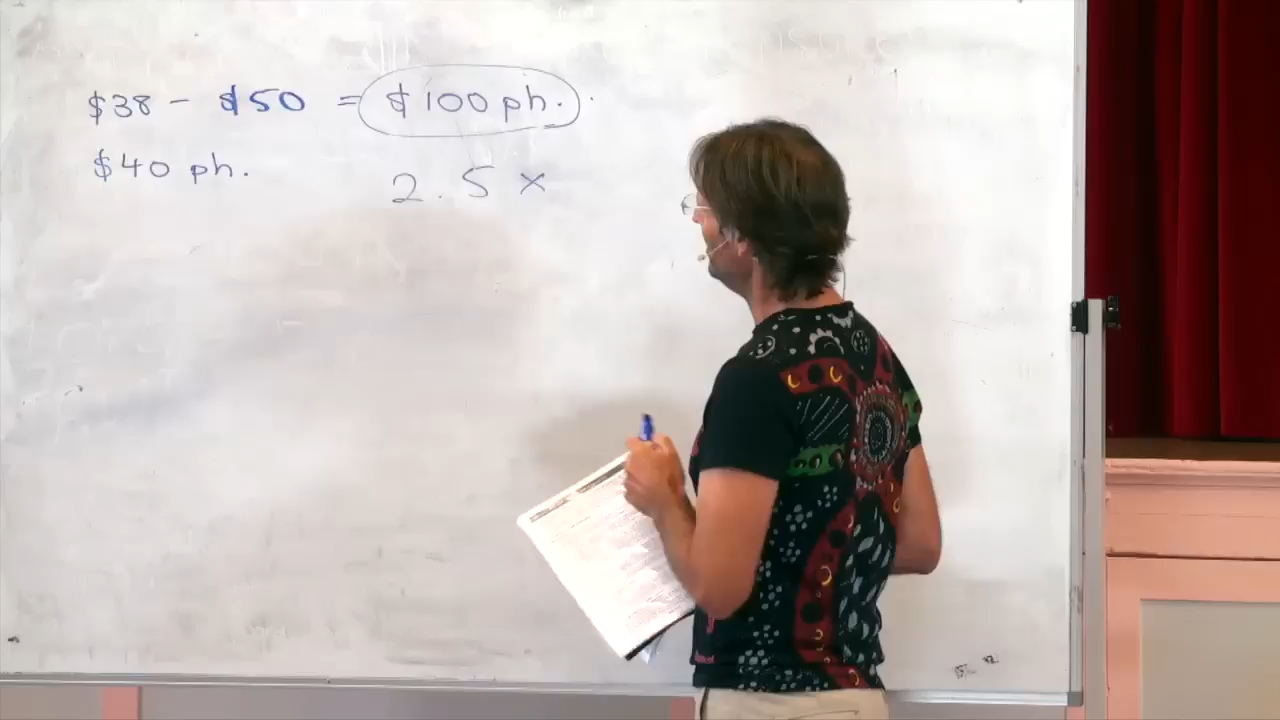 $38 - $50 = $100 ph.
$40 ph.
2.5 x